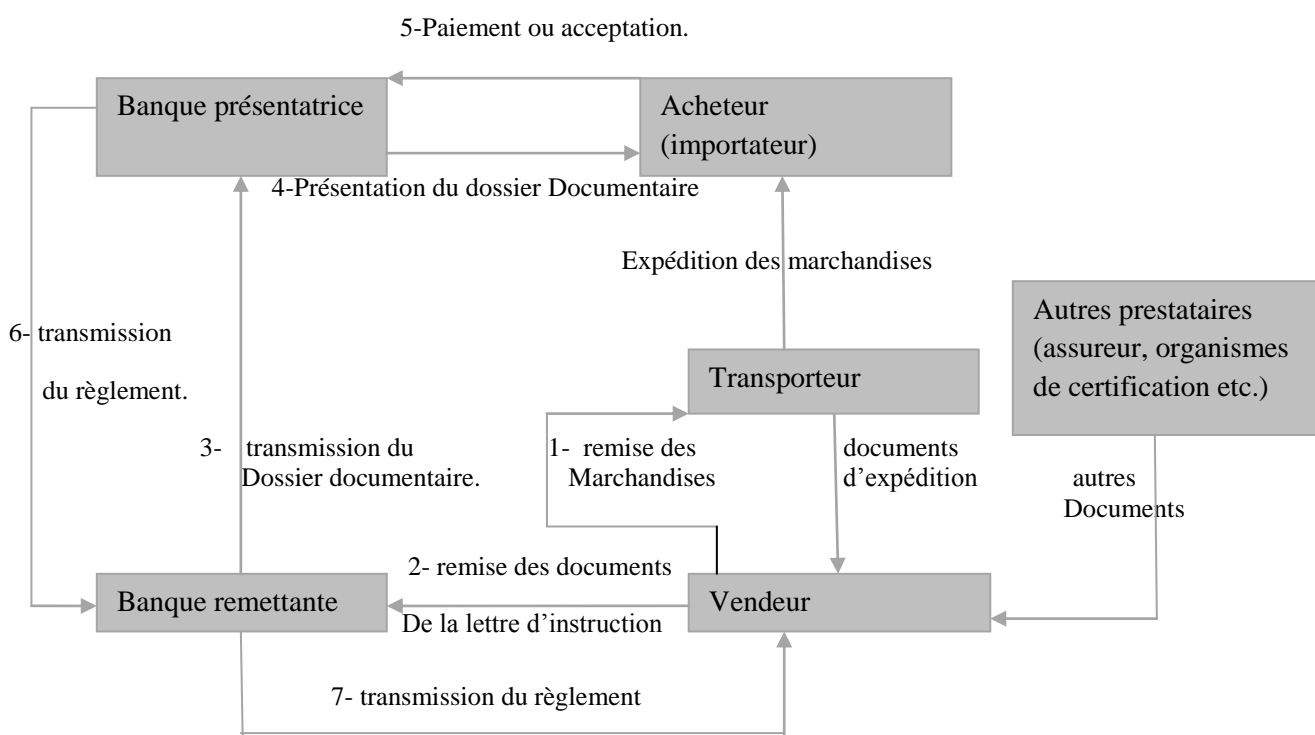 5-Paiement ou acceptation.
Banque présentatrice
Acheteur
(importateur)
4-Présentation du dossier Documentaire
Expédition des marchandises
Autres prestataires
(assureur, organismes
de certification etc.)
6- transmission
du règlement.
Transporteur
3- transmission du
Dossier documentaire.
1- remise des
Marchandises
documents
d’expédition
autres
Documents
2- remise des documents
Banque remettante
Vendeur
De la lettre d’instruction
7- transmission du règlement